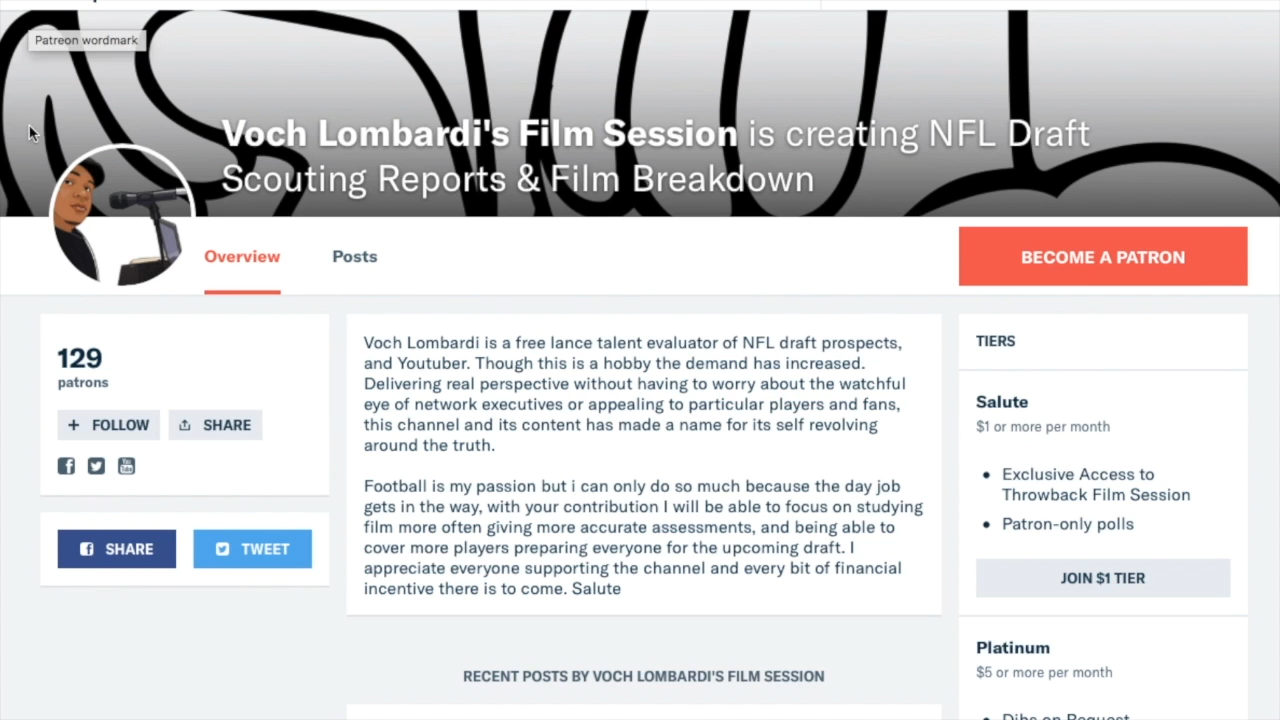 Patreon wordmark
Voch Lombardi's Film Session is creating NFL Draft
Scouting Reports & Film Breakdown
Overview
Posts
BECOME A PATRON
129
patrons
+ FOLLOW
SHARE
You Tube
SHARE
TWEET
Voch Lombardi is a free lance talent evaluator of NFL draft prospects,
and Youtuber. Though this is a hobby the demand has increased.
Delivering real perspective without having to worry about the watchful
eye of network executives or appealing to particular players and fans,
this channel and its content has made a name for its self revolving
around the truth.
Football is my passion but i can only do so much because the day job
gets in the way, with your contribution I will be able to focus on studying
film more often giving more accurate assessments, and being able to
cover more players preparing everyone for the upcoming draft. I
appreciate everyone supporting the channel and every bit of financial
incentive there is to come. Salute
RECENT POSTS BY VOCH LOMBARDI'S FILM SESSION
TIERS
Salute
$1 or more per month
• Exclusive Access to
Throwback Film Session
• Patron-only polls
JOIN $1 TIER
Platinum
$5 or more per month
• Dibs on Request